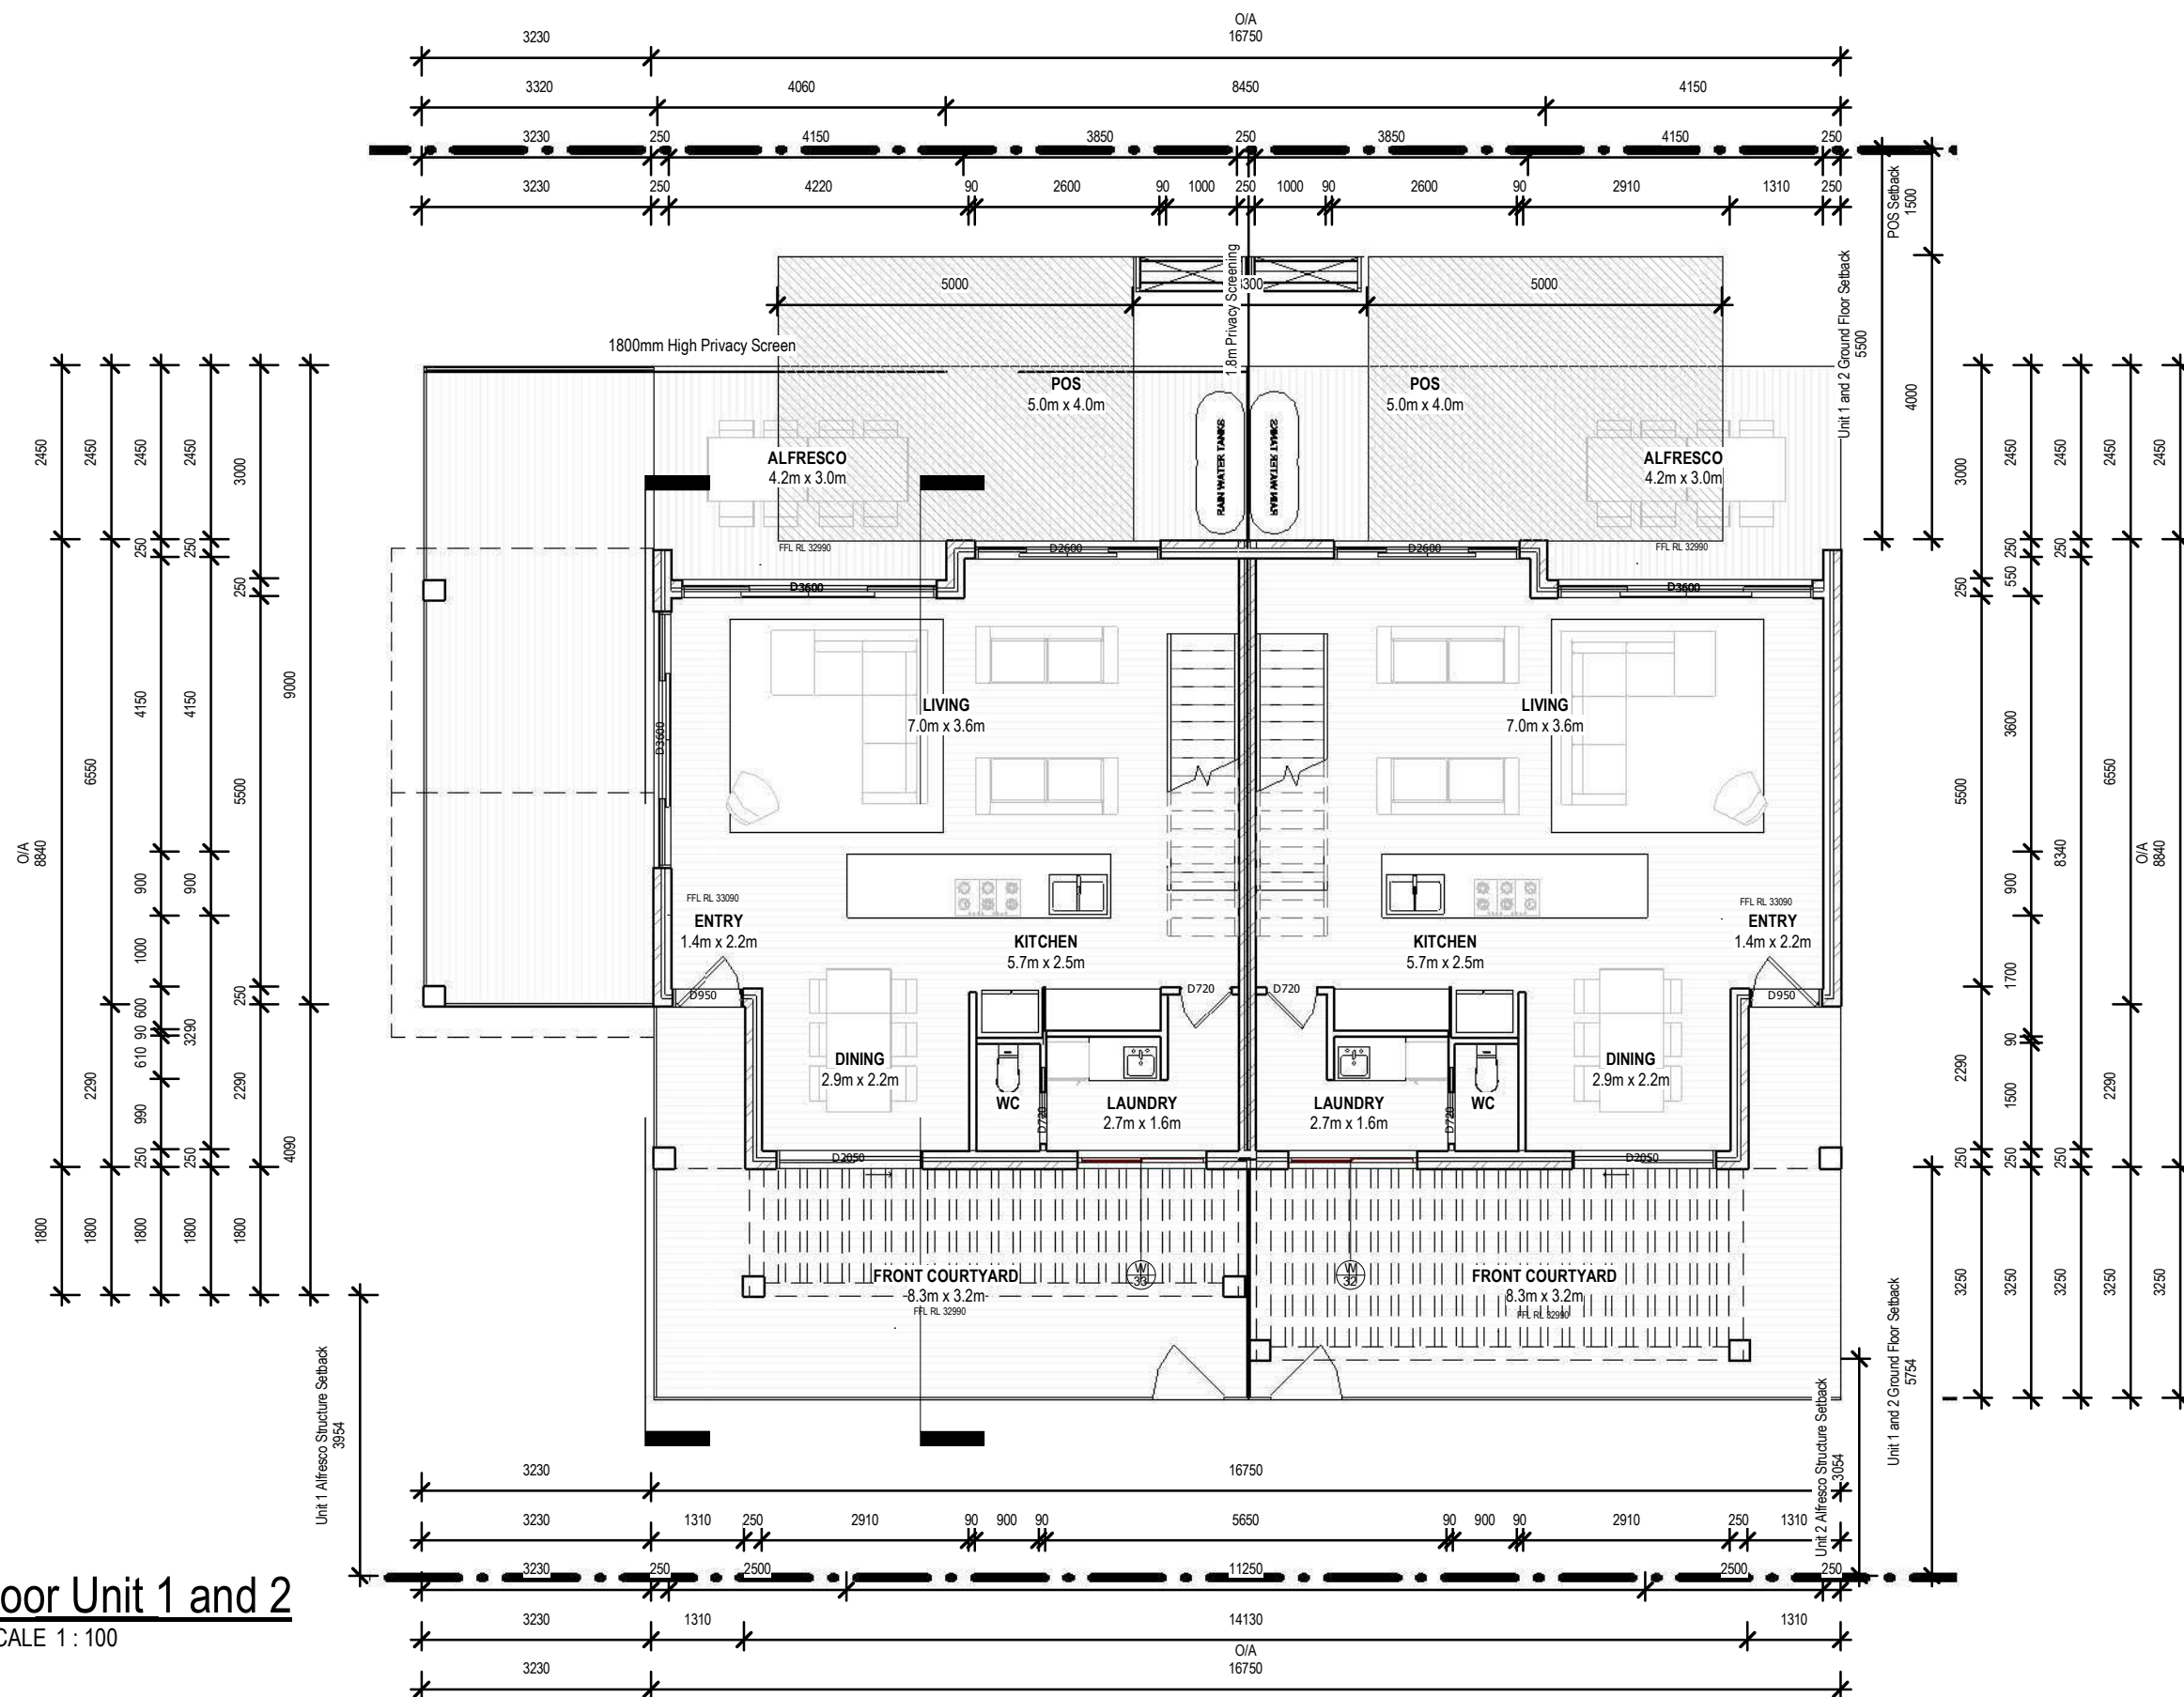 O/A
3230
16750
3320
4060
8450
4150
3230
250
4150
3850
250
3850
4150
250
3230
250
4220
90
2600
90
1000
250
1000
90
2600
90
2910
1310
250
POS Setback
1500
1.8m Privacy Screening
5000
300
5000
Unit 1 and 2 Ground Floor Setback
5500
4000
1800mm High Privacy Screen
POS
5.0m x 4.0m
POS
5.0m x 4.0m
RAIN WATER TANKS
RAIN WATER TANKS
ALFRESCO
4.2m x 3.0m
ALFRESCO
4.2m x 3.0m
FFL RL 32990
D2600
D2600
FFL RL 32990
D3600
D3600
D3600
LIVING
7.0m x 3.6m
LIVING
7.0m x 3.6m
FFL RL 33090
ENTRY
1.4m x 2.2m
FFL RL 33090
ENTRY
1.4m x 2.2m
KITCHEN
5.7m x 2.5m
KITCHEN
5.7m x 2.5m
D950
D720
D720
D950
DINING
2.9m x 2.2m
DINING
2.9m x 2.2m
WC
LAUNDRY
2.7m x 1.6m
D720
LAUNDRY
2.7m x 1.6m
D720
WC
D2050
D2050
FRONT COURTYARD
8.3m x 3.2m
FFL RL 32990
W
33
W
32
FRONT COURTYARD
8.3m x 3.2m
FFL RL 32990
O/A
8840
2450
1800
2450
6550
2290
1800
2450
250
4150
900
1000
600
90
610
990
250
1800
2450
250
4150
900
3290
250
1800
3000
250
5500
250
2290
1800
9000
4090
3000
250
5500
2290
250
3250
2450
250
550
3600
900
1700
90
1500
250
3250
2450
250
8340
250
3250
2450
6550
2290
3250
2450
O/A
8840
3250
Unit 1 Alfresco Structure Setback
3954
Unit 2 Alfresco Structure Setback
3054
Unit 1 and 2 Ground Floor Setback
5754
3230
16750
3230
1310
250
2910
90
900
90
5650
90
900
90
2910
250
1310
3230
250
2500
11250
2500
250
3230
1310
14130
1310
O/A
3230
16750
oor Unit 1 and 2
CALE 1 : 100